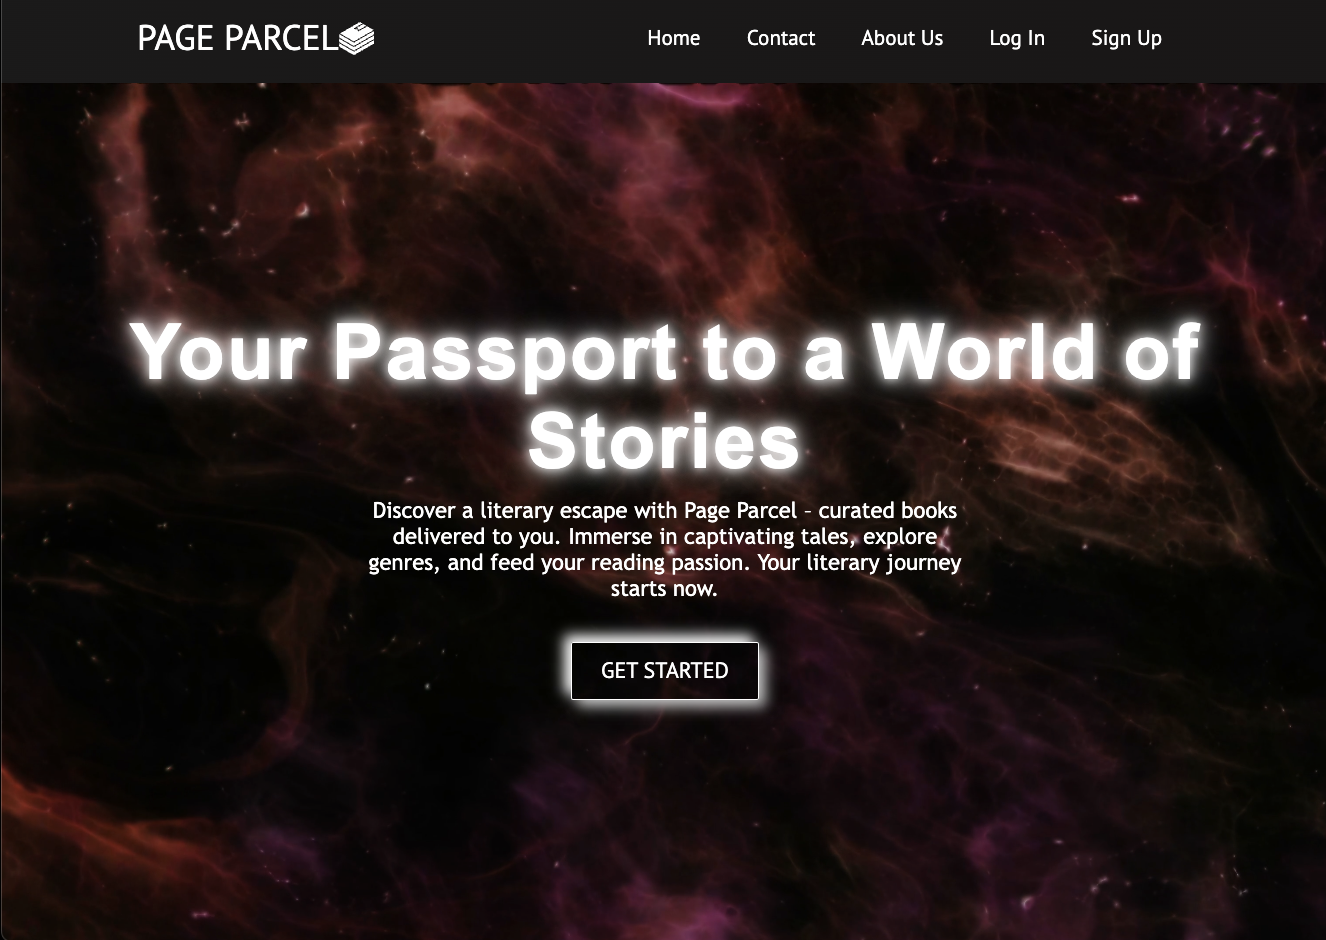 PAGE PARCEL
Home Contact About Us Log In Sign Up
Your Passport to a World of
Stories
Discover a literary escape with Page Parcel – curated books
delivered to you. Immerse in captivating tales, explore
genres, and feed your reading passion. Your literary journey
starts now.
GET STARTED